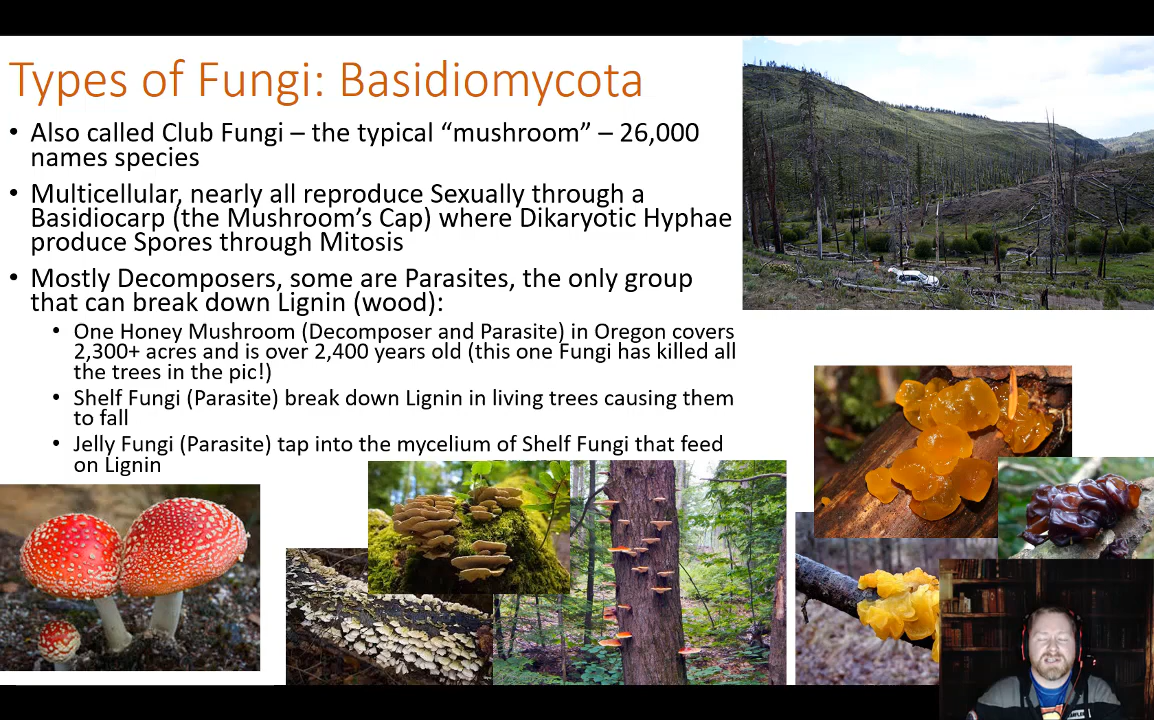 Types of Fungi: Basidiomycota
• Also called Club Fungi – the typical “mushroom” – 26,000
names species
• Multicellular, nearly all reproduce Sexually through a
Basidiocarp (the Mushroom’s Cap) where Dikaryotic Hyphae
produce Spores through Mitosis
• Mostly Decomposers, some are Parasites, the only group
that can break down Lignin (wood):
• One Honey Mushroom (Decomposer and Parasite) in Oregon covers
2,300+ acres and is over 2,400 years old (this one Fungi has killed all
the trees in the pic!)
• Shelf Fungi (Parasite) break down Lignin in living trees causing them
to fall
• Jelly Fungi (Parasite) tap into the mycelium of Shelf Fungi that feed
on Lignin